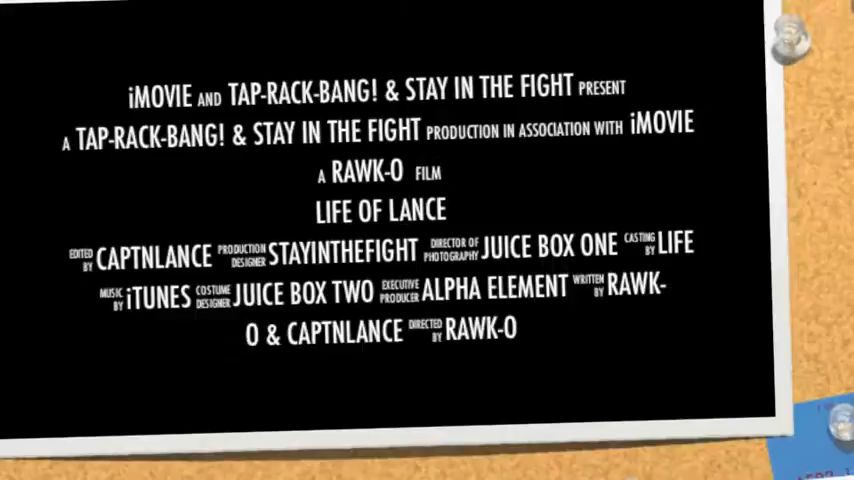 iMOVIE AND TAP-RACK-BANG! & STAY IN THE FIGHT PRESENT
A TAP-RACK-BANG! & STAY IN THE FIGHT PRODUCTION IN ASSOCIATION WITH iMOVIE
A RAWK-O FILM
LIFE OF LANCE
EDITED BY CAPTNLANCE PRODUCTION DESIGNER STAYINTHEFIGHT DIRECTOR OF PHOTOGRAPHY JUICE BOX ONE CASTING BY LIFE
MUSIC BY iTUNES COSTUME DESIGNER JUICE BOX TWO EXECUTIVE PRODUCER ALPHA ELEMENT WRITTEN BY RAWK-
O & CAPTNLANCE DIRECTED BY RAWK-O